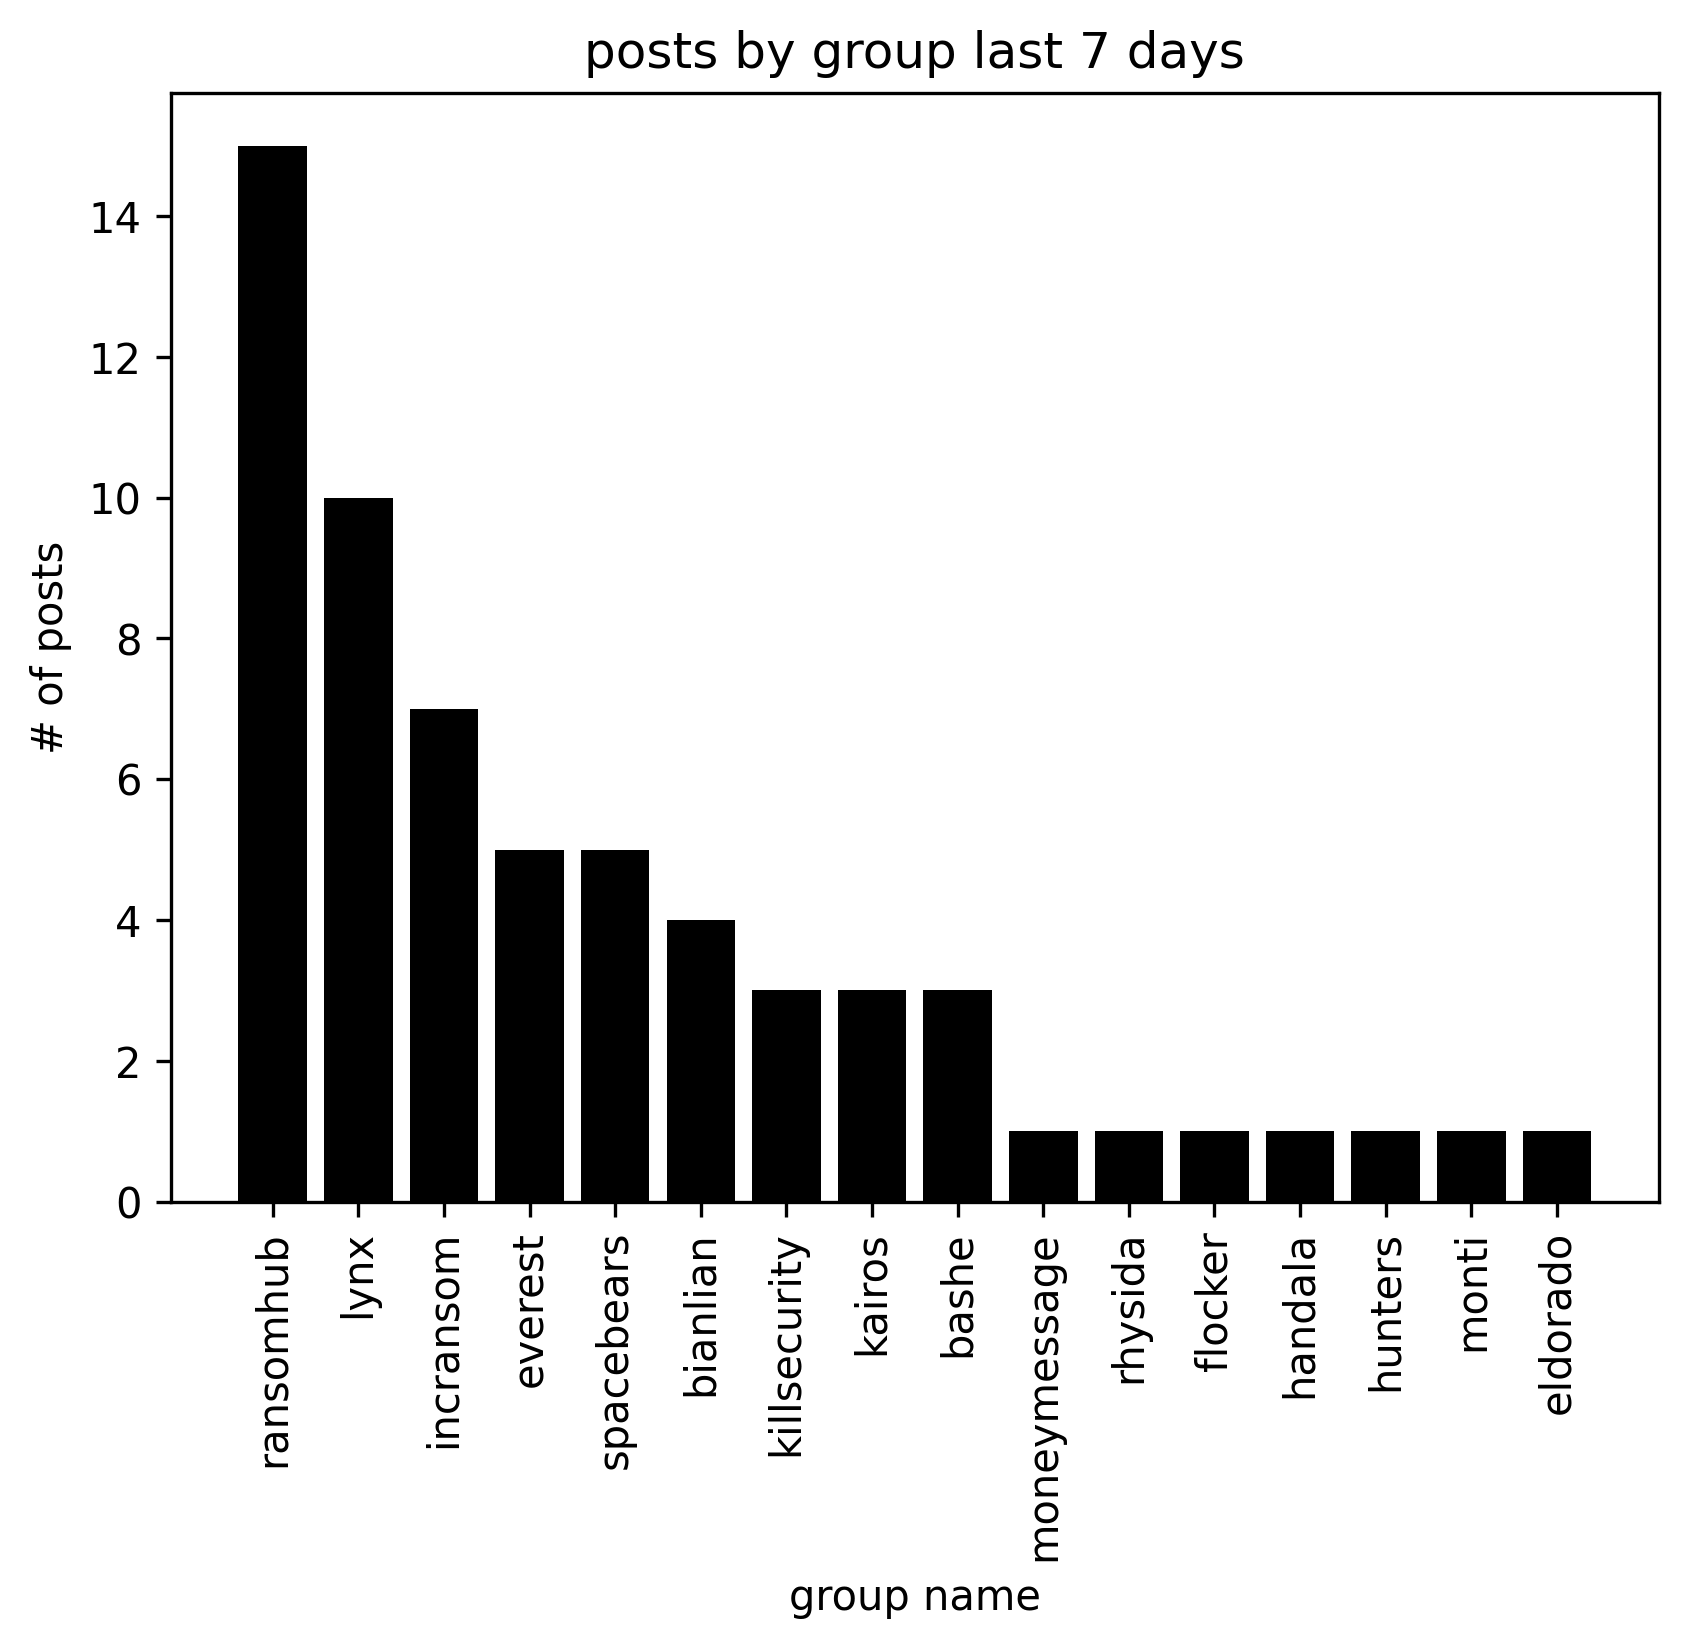 posts by group last 7 days
# of posts
14
12
10
8
6
4
2
0
ransomhub
lynx
incransom
everest
spacebears
bianlian
killsecurity
kairos
bashe
moneymessage
rhysida
flocker
handala
hunters
monti
eldorado
group name